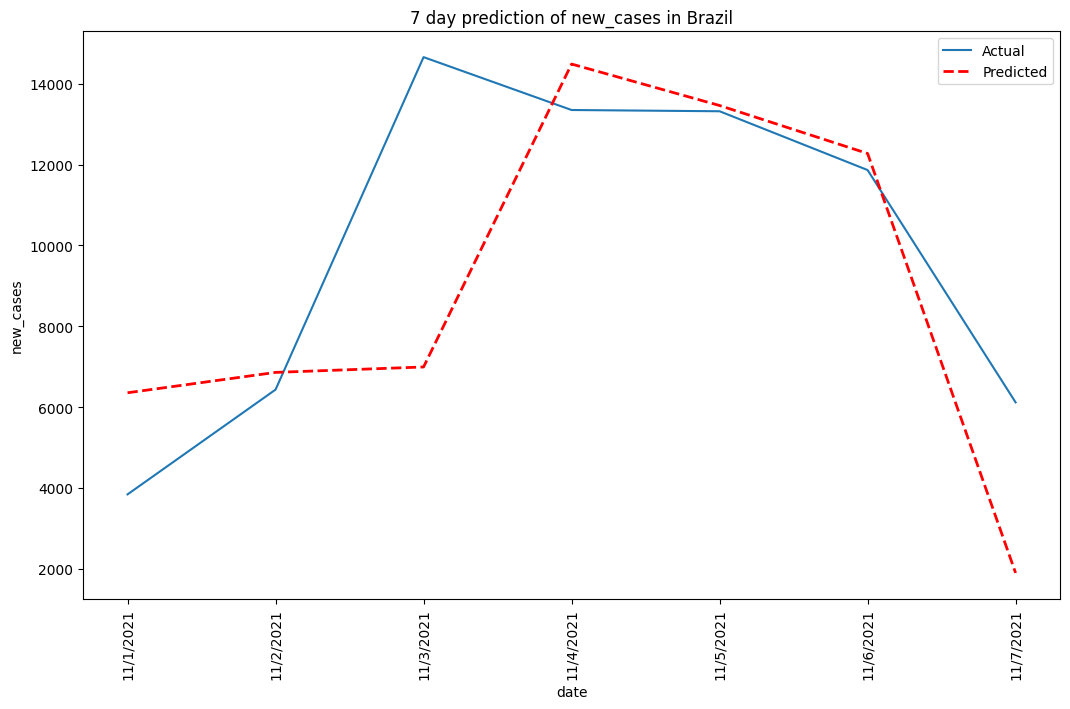 7 day prediction of new_cases in Brazil
Actual
Predicted
14000
12000
10000
8000
6000
4000
2000
new_cases
11/1/2021
11/2/2021
11/3/2021
11/4/2021
11/5/2021
11/6/2021
11/7/2021
date